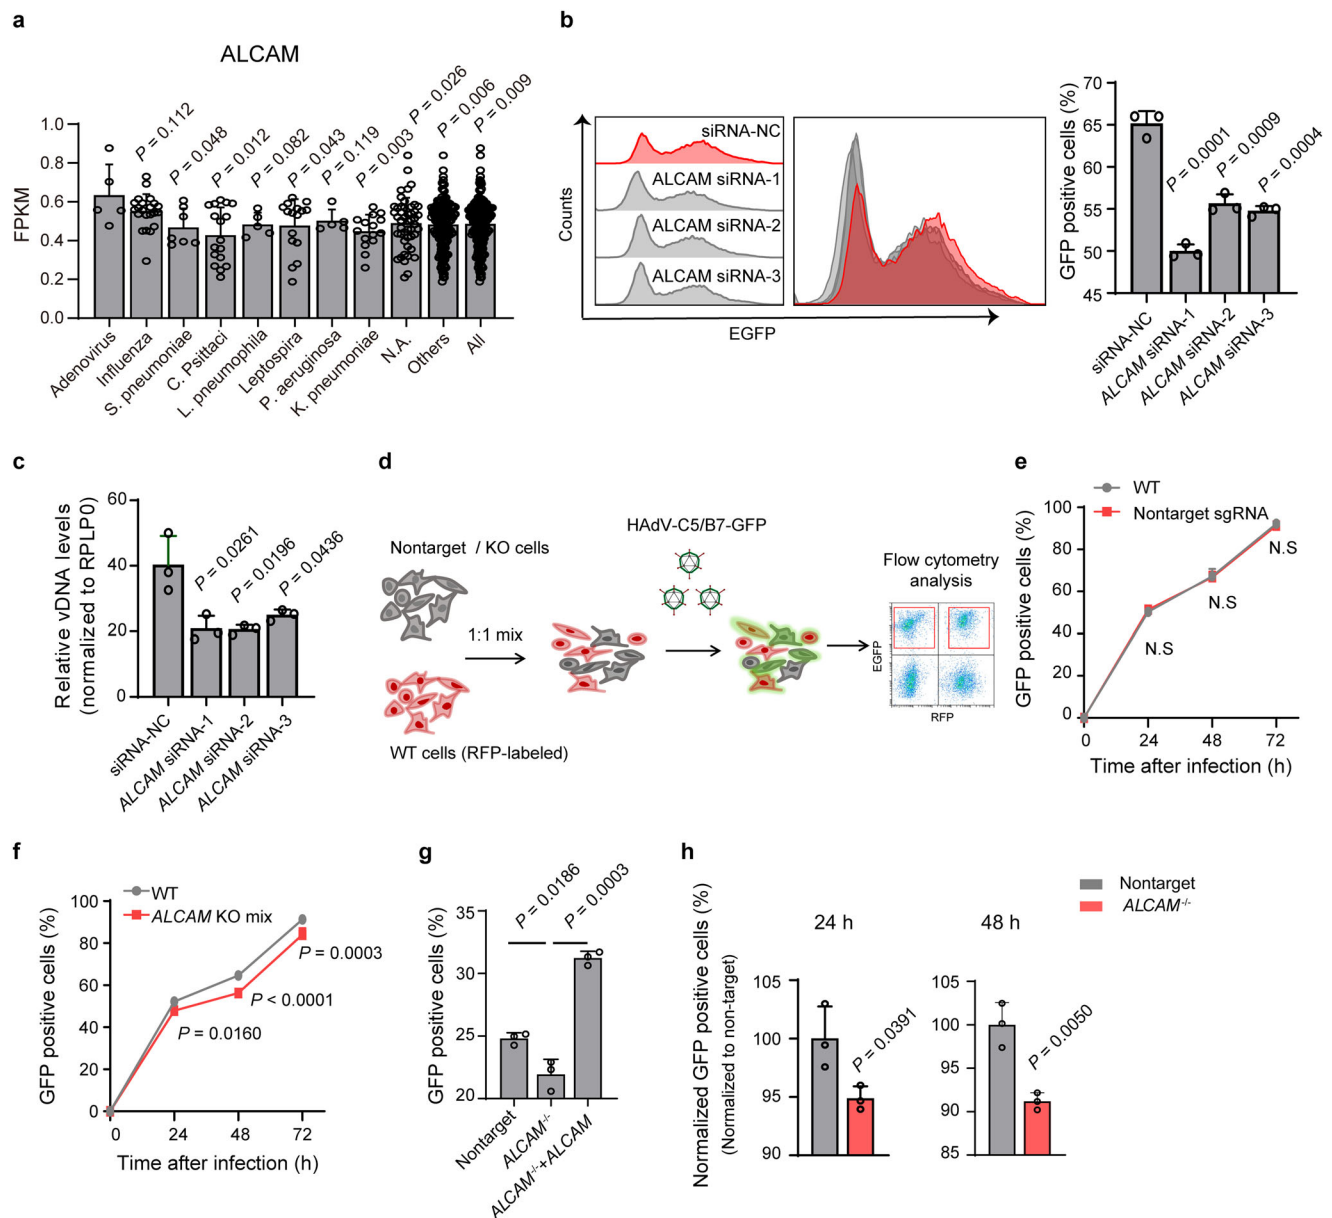 a
ALCAM
P = 0.112
P = 0.048
P = 0.012
P = 0.082
P = 0.043
P = 0.119
P = 0.003
P = 0.026
P = 0.006
P = 0.009
FPKM
1.0
0.8
0.6
0.4
0.2
0.0
Adenovirus
Influenza
S. pneumoniae
C. Psittaci
L. pneumophila
Leptospira
P. aeruginosa
K. pneumoniae
N.A.
Others
All
b
Counts
siRNA-NC
ALCAM siRNA-1
ALCAM siRNA-2
ALCAM siRNA-3
EGFP
GFP positive cells (%)
70
65
60
55
50
45
P = 0.0001
P = 0.0009
P = 0.0004
siRNA-NC
ALCAM siRNA-1
ALCAM siRNA-2
ALCAM siRNA-3
c
Relative vDNA levels
(normalized to RPLP0)
60
40
20
0
P = 0.0261
P = 0.0196
P = 0.0436
siRNA-NC
ALCAM siRNA-1
ALCAM siRNA-2
ALCAM siRNA-3
d
Nontarget / KO cells
1:1 mix
WT cells (RFP-labeled)
HAdV-C5/B7-GFP
Flow cytometry
analysis
EGFP
RFP
e
WT
Nontarget sgRNA
GFP positive cells (%)
100
80
60
40
20
0
N.S
N.S
N.S
0
24
48
72
Time after infection (h)
f
WT
ALCAM KO mix
GFP positive cells (%)
100
80
60
40
20
0
P = 0.0003
P < 0.0001
P = 0.0160
0
24
48
72
Time after infection (h)
g
P = 0.0186
P = 0.0003
GFP positive cells (%)
35
30
25
20
Nontarget
ALCAM-/-
ALCAM-/-+ALCAM
h
Nontarget
ALCAM-/-
Normalized GFP positive cells (%)
(Normalized to non-target)
24 h
105
100
95
90
P = 0.0391
48 h
105
100
95
90
85
P = 0.0050